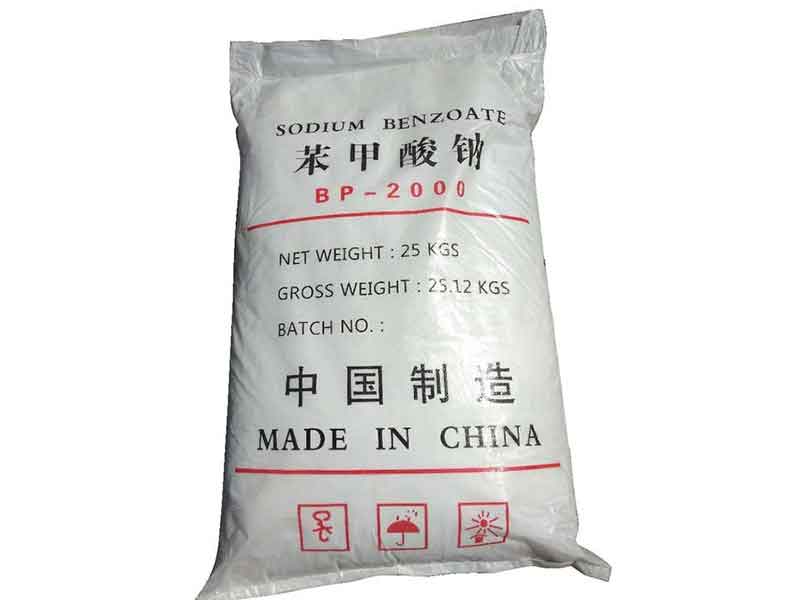 SODIUM BENZOATE
苯甲酸钠
BP-2000
NET WEIGHT : 25 KGS
GROSS WEIGHT : 25.12 KGS
BATCH NO. :
中国制造
MADE IN CHINA